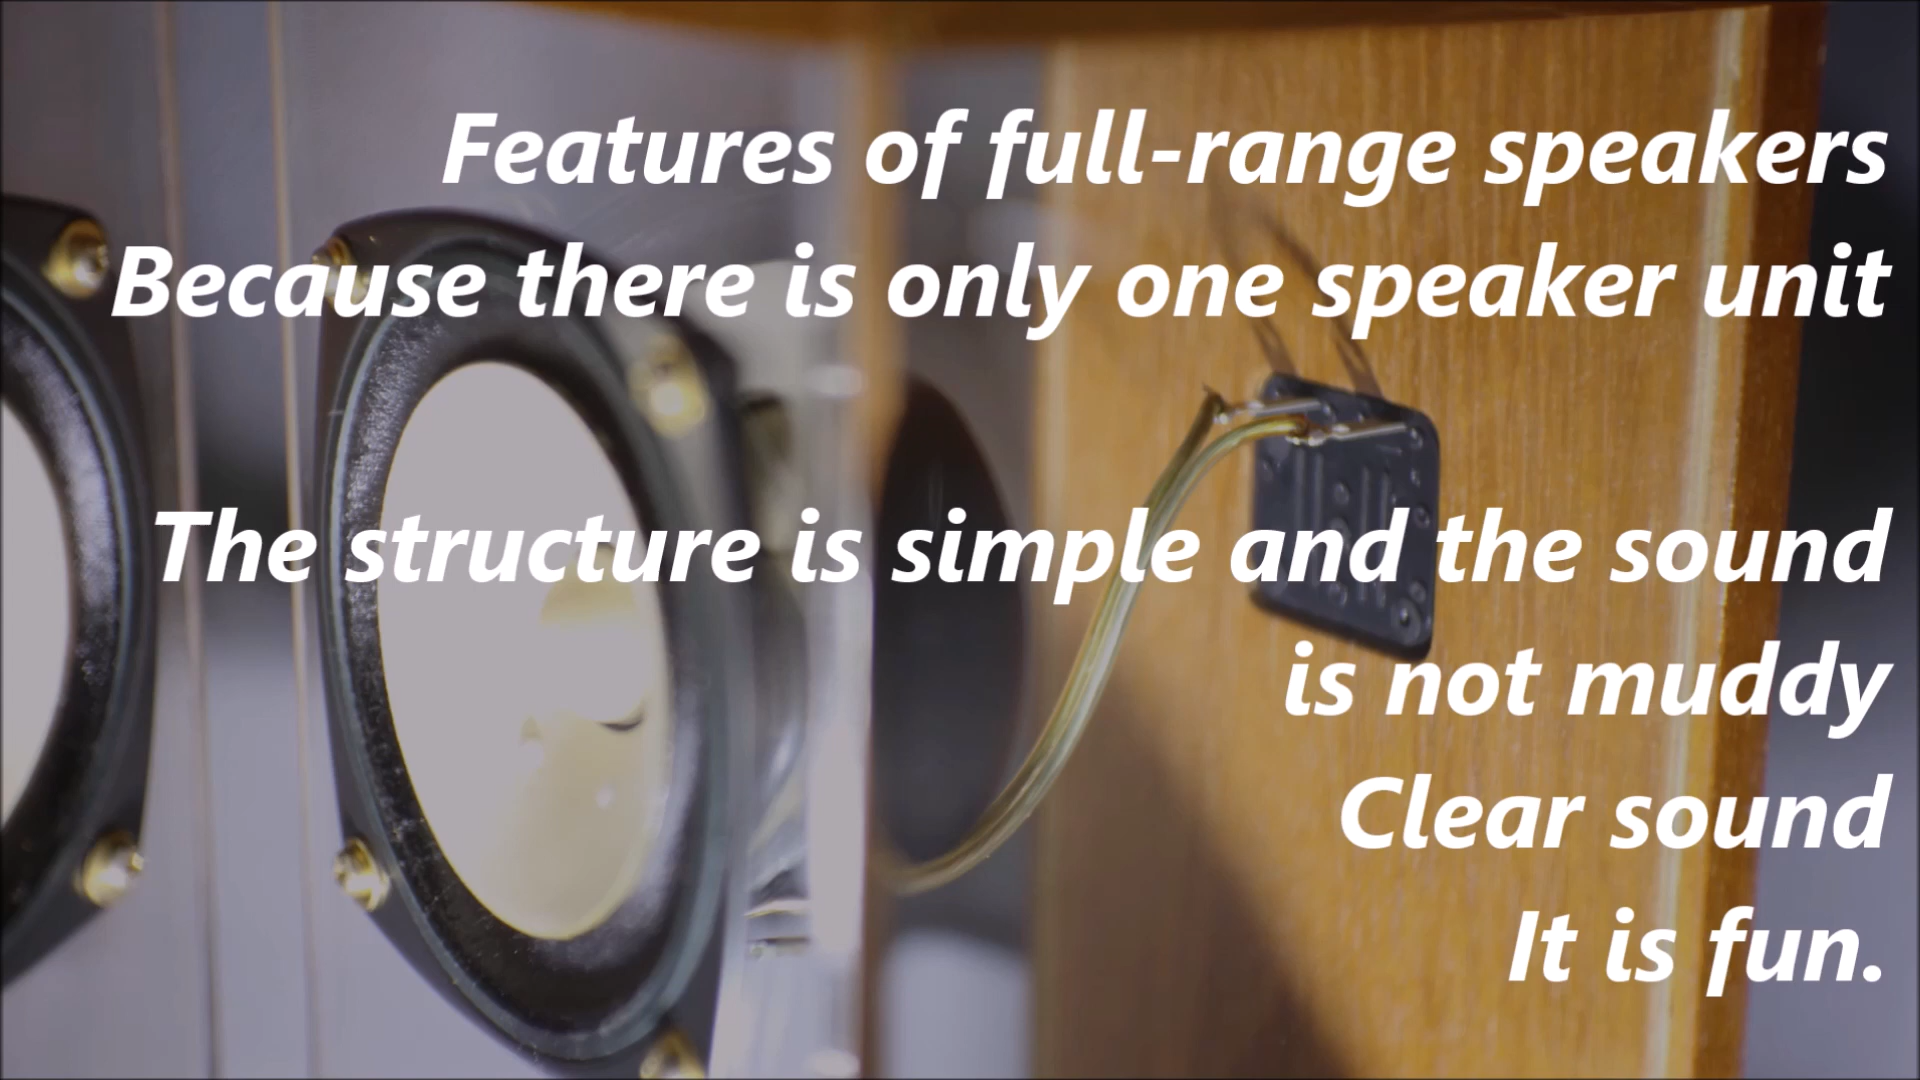 Features of full-range speakers
Because there is only one speaker unit
The structure is simple and the sound
is not muddy
Clear sound
It is fun.